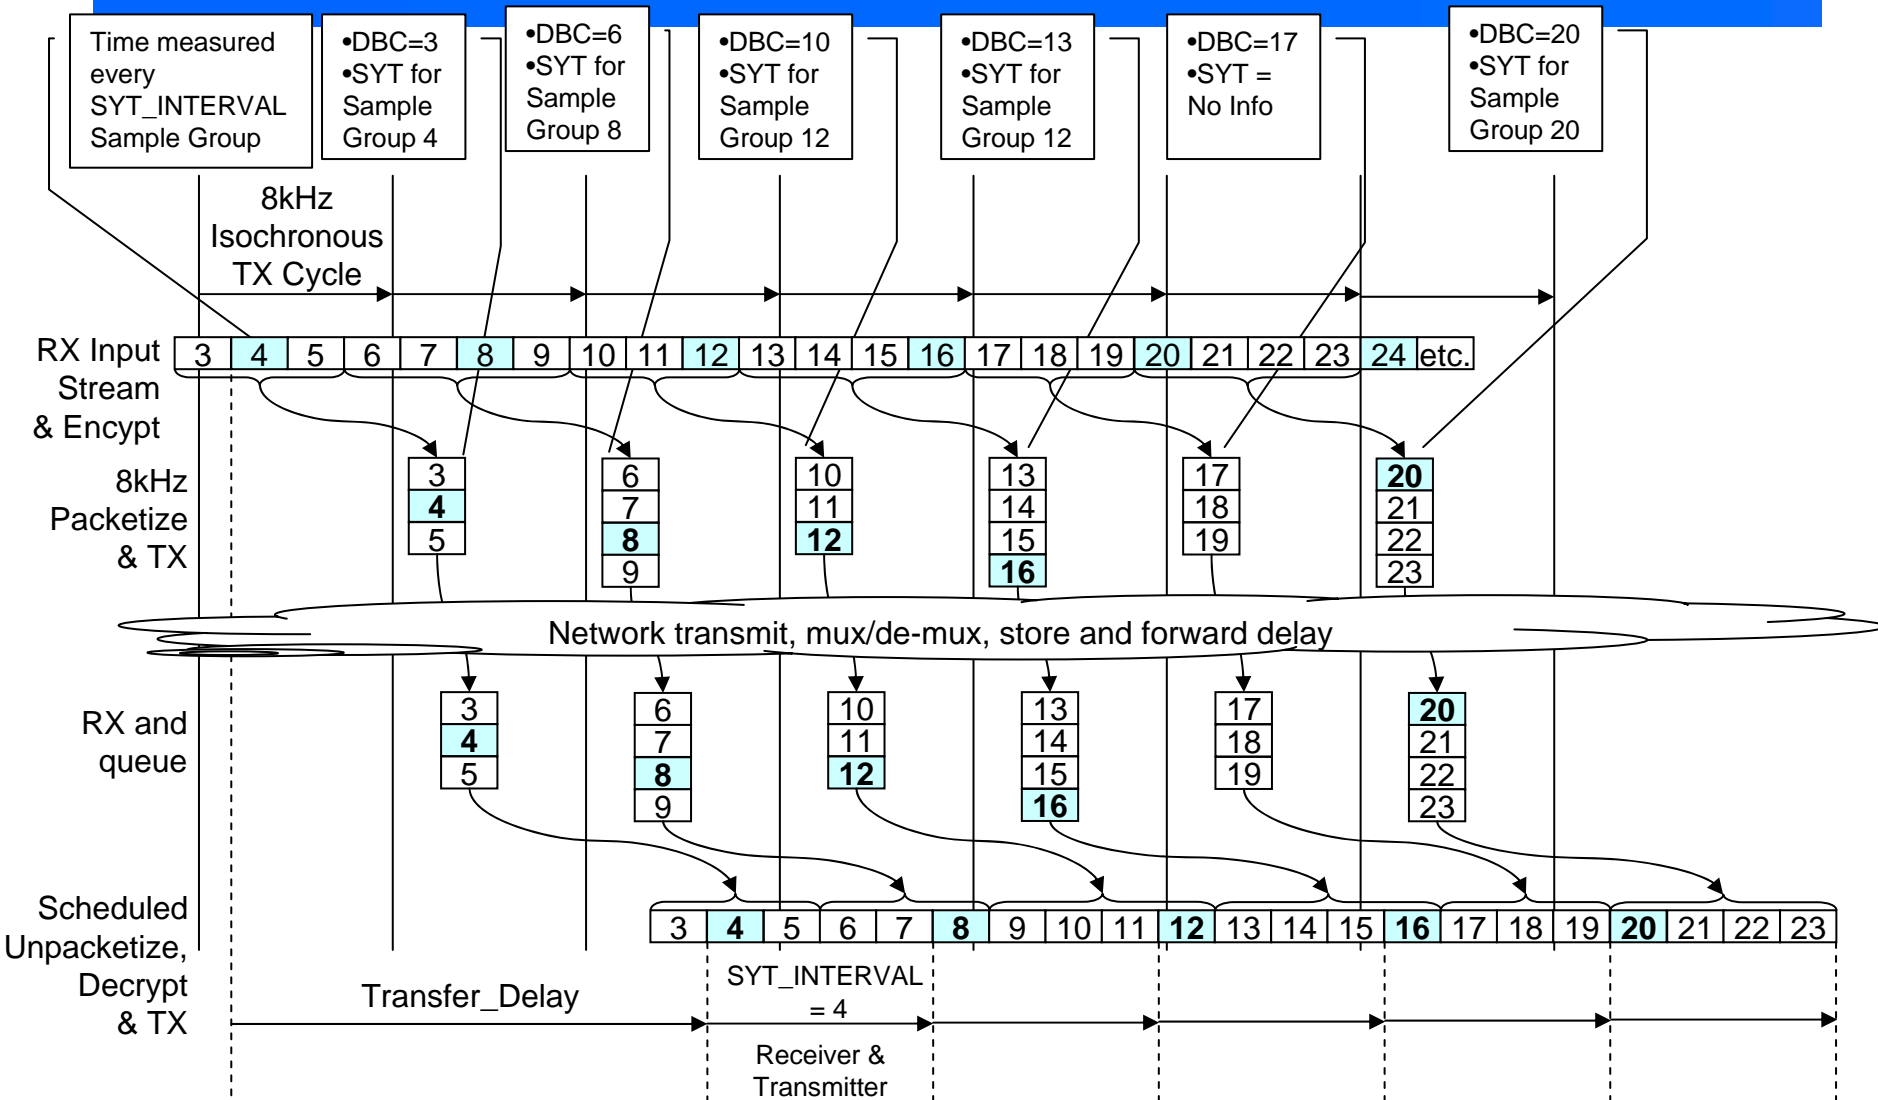 Time measured
every
SYT_INTERVAL
Sample Group
•DBC=3
•SYT for
Sample
Group 4
•DBC=6
•SYT for
Sample
Group 8
•DBC=10
•SYT for
Sample
Group 12
•DBC=13
•SYT for
Sample
Group 12
•DBC=17
•SYT =
No Info
•DBC=20
•SYT for
Sample
Group 20
8kHz
Isochronous
TX Cycle
RX Input
Stream
& Encypt
3 4 5 6 7 8 9 10 11 12 13 14 15 16 17 18 19 20 21 22 23 24 etc.
8kHz
Packetize
& TX
3
4
5
6
7
8
9
10
11
12
13
14
15
16
17
18
19
20
21
22
23
Network transmit, mux/de-mux, store and forward delay
RX and
queue
3
4
5
6
7
8
9
10
11
12
13
14
15
16
17
18
19
20
21
22
23
Scheduled
Unpacketize,
Decrypt
& TX
3 4 5 6 7 8 9 10 11 12 13 14 15 16 17 18 19 20 21 22 23
Transfer_Delay
SYT_INTERVAL
= 4
Receiver &
Transmitter